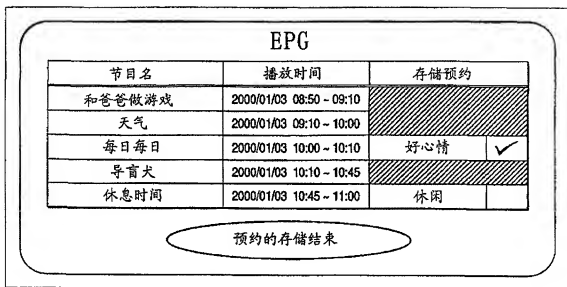 EPG
节目名 播放时间 存储预约
和爸爸做游戏 2000/01/03 08:50 ~ 09:10
天气 2000/01/03 09:10 ~ 10:00
每日每日 2000/01/03 10:00 ~ 10:10 好心情 ✓
导盲犬 2000/01/03 10:10 ~ 10:45
休息时间 2000/01/03 10:45 ~ 11:00 休闲
预约的存储结束